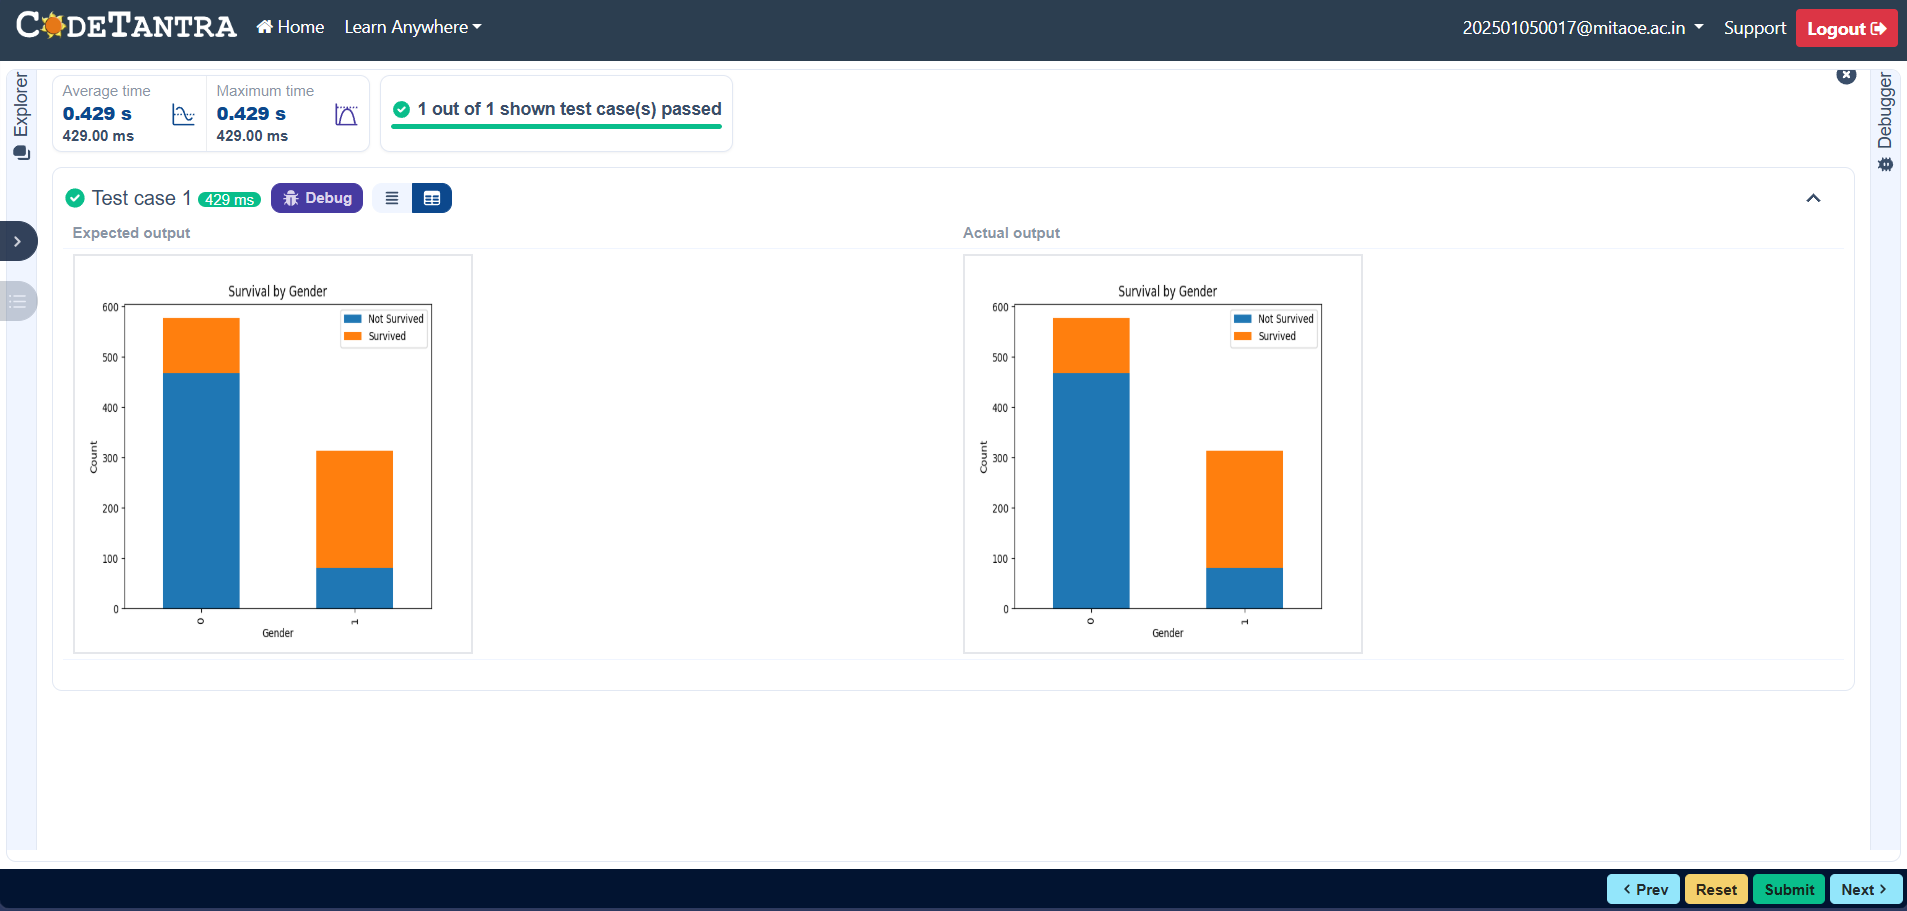 CODETANTRA Home Learn Anywhere 202501050017@mitaoe.ac.in Support Logout
Explorer
Average time
0.429 s
429.00 ms
Maximum time
0.429 s
429.00 ms
1 out of 1 shown test case(s) passed
Debugger
Test case 1 429 ms Debug
Expected output
Actual output
Survival by Gender
Not Survived
Survived
600
500
400
300
200
100
0
Count
0
1
Gender
Survival by Gender
Not Survived
Survived
600
500
400
300
200
100
0
Count
0
1
Gender
Prev Reset Submit Next